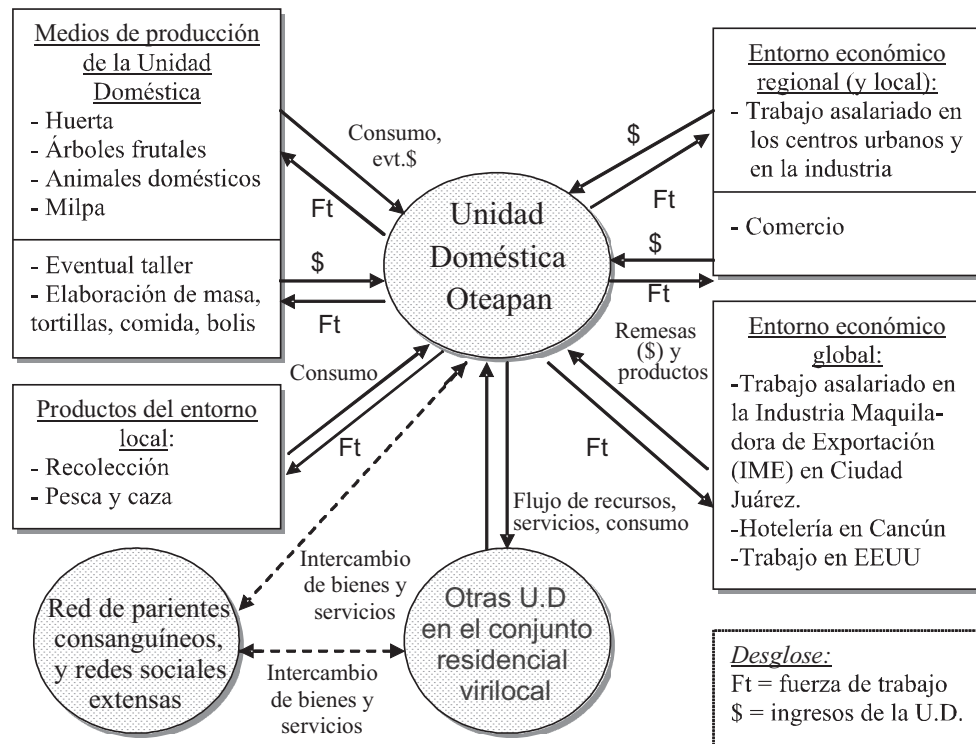 Medios de producción
de la Unidad
Doméstica
- Huerta
- Árboles frutales
- Animales domésticos
- Milpa
- Eventual taller
- Elaboración de masa,
tortillas, comida, bolis
Productos del entorno
local:
- Recolección
- Pesca y caza
Consumo,
evt.$
Ft
$
Ft
Consumo
Ft
Unidad
Doméstica
Oteapan
$
Ft
$
Ft
Remesas
($) y
productos
Ft
Entorno económico
regional (y local):
- Trabajo asalariado en
los centros urbanos y
en la industria
- Comercio
Entorno económico
global:
-Trabajo asalariado en
la Industria Maquila-
dora de Exportación
(IME) en Ciudad
Juárez.
-Hotelería en Cancún
-Trabajo en EEUU
Flujo de recursos,
servicios, consumo
Intercambio
de bienes y
servicios
Red de parientes
consanguíneos,
y redes sociales
extensas
Intercambio
de bienes y
servicios
Otras U.D
en el conjunto
residencial
virilocal
Desglose:
Ft = fuerza de trabajo
$ = ingresos de la U.D.